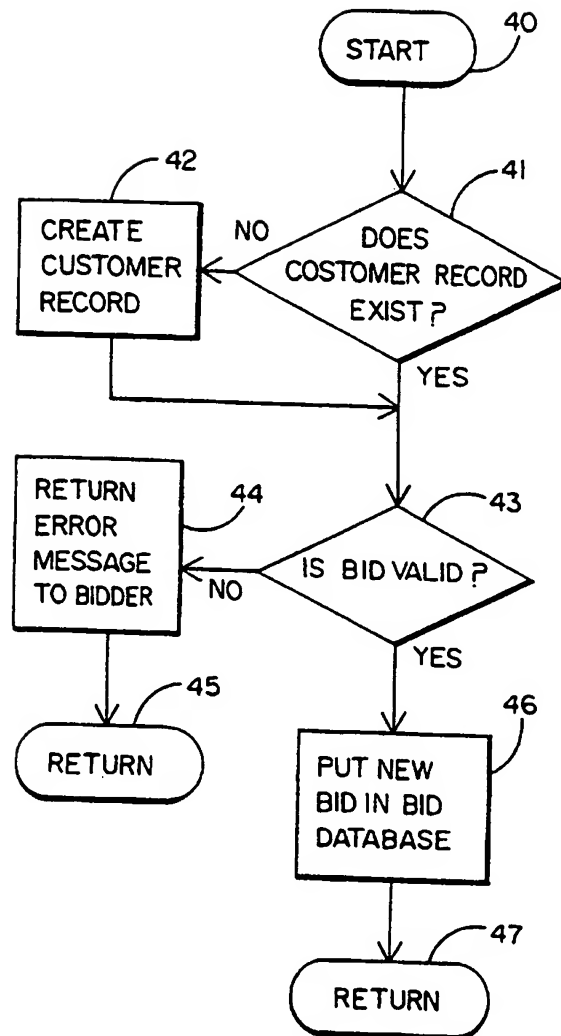 START
40
42
41
CREATE
CUSTOMER
RECORD
NO
DOES
COSTOMER RECORD
EXIST?
YES
RETURN
ERROR
MESSAGE
TO BIDDER
44
43
NO
IS BID VALID?
YES
45
RETURN
46
PUT NEW
BID IN BID
DATABASE
47
RETURN